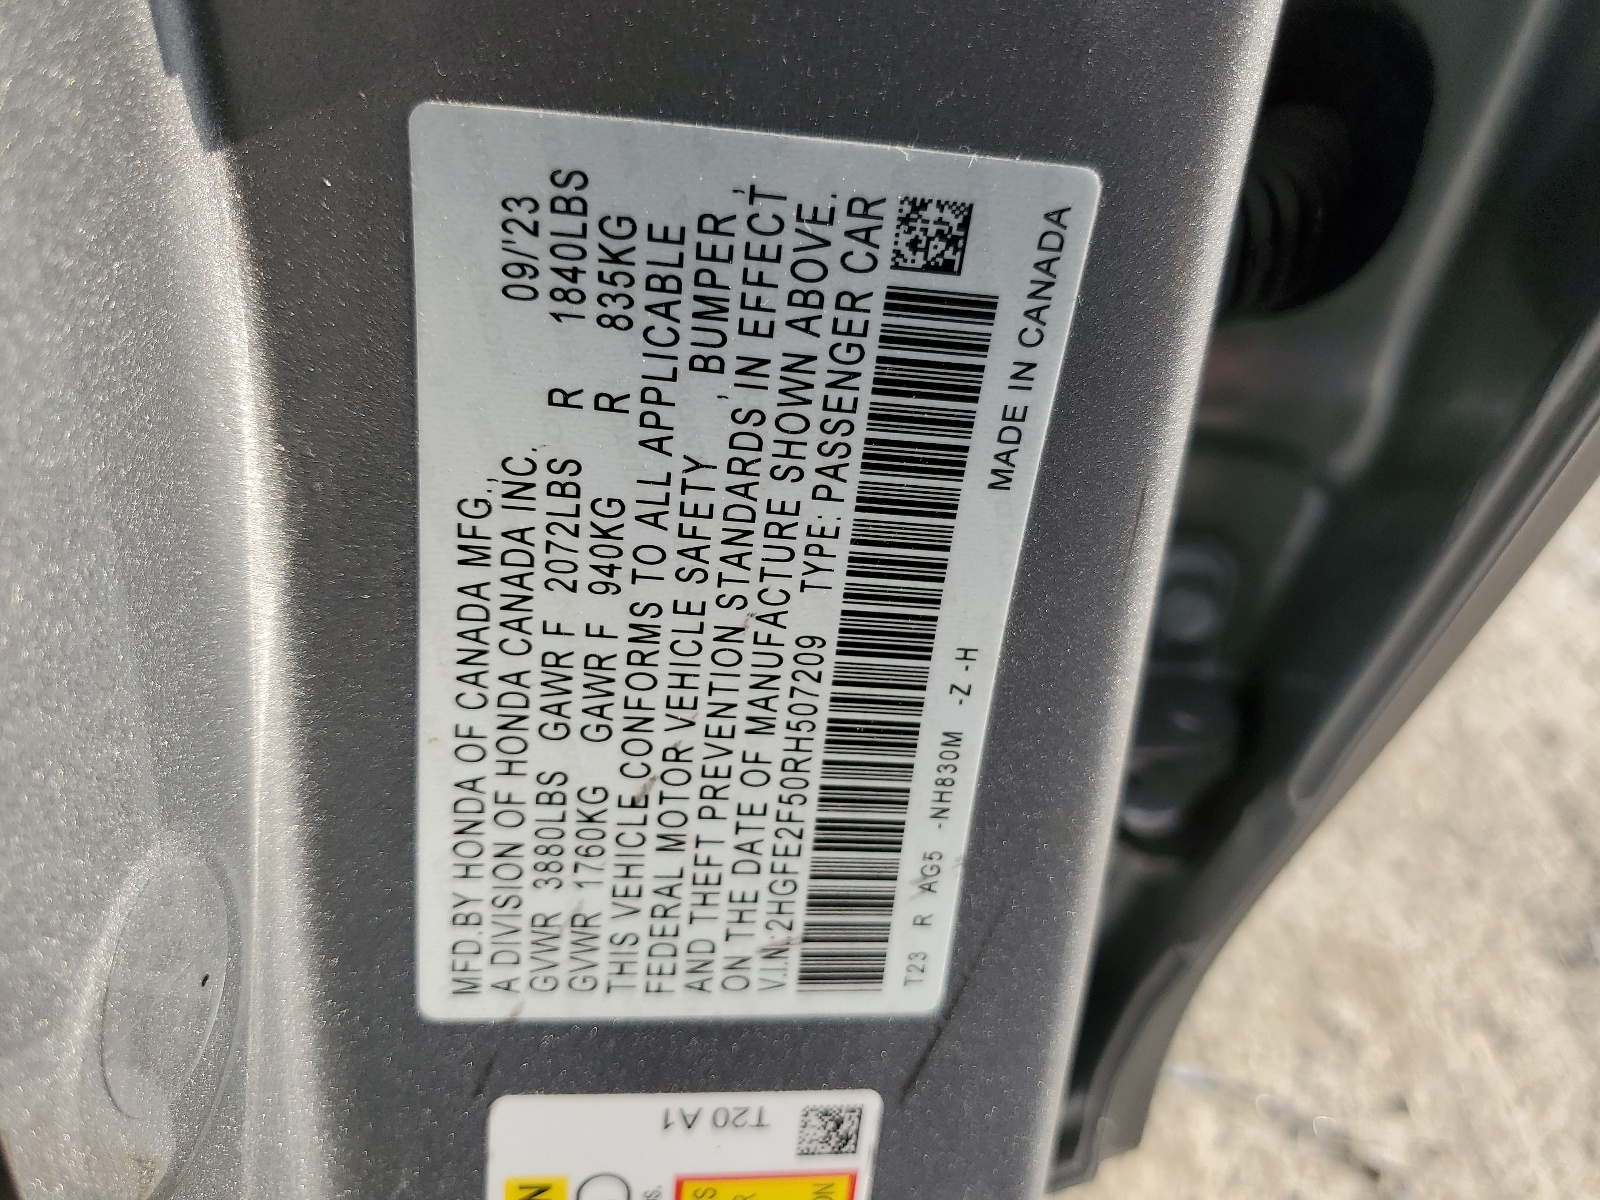 MFD.BY HONDA OF CANADA MFG.,
A DIVISION OF HONDA CANADA INC. 09/'23
GVWR 3880LBS GAWR F 2072LBS R 1840LBS
GVWR 1760KG GAWR F 940KG R 835KG
THIS VEHICLE CONFORMS TO ALL APPLICABLE
FEDERAL MOTOR VEHICLE SAFETY , BUMPER ,
AND THEFT PREVENTION STANDARDS IN EFFECT
ON THE DATE OF MANUFACTURE SHOWN ABOVE.
V.I.N.:2HGFE2F50RH507209 TYPE: PASSENGER CAR
T23 R AG5 -NH830M -Z -H
MADE IN CANADA
T20 A1